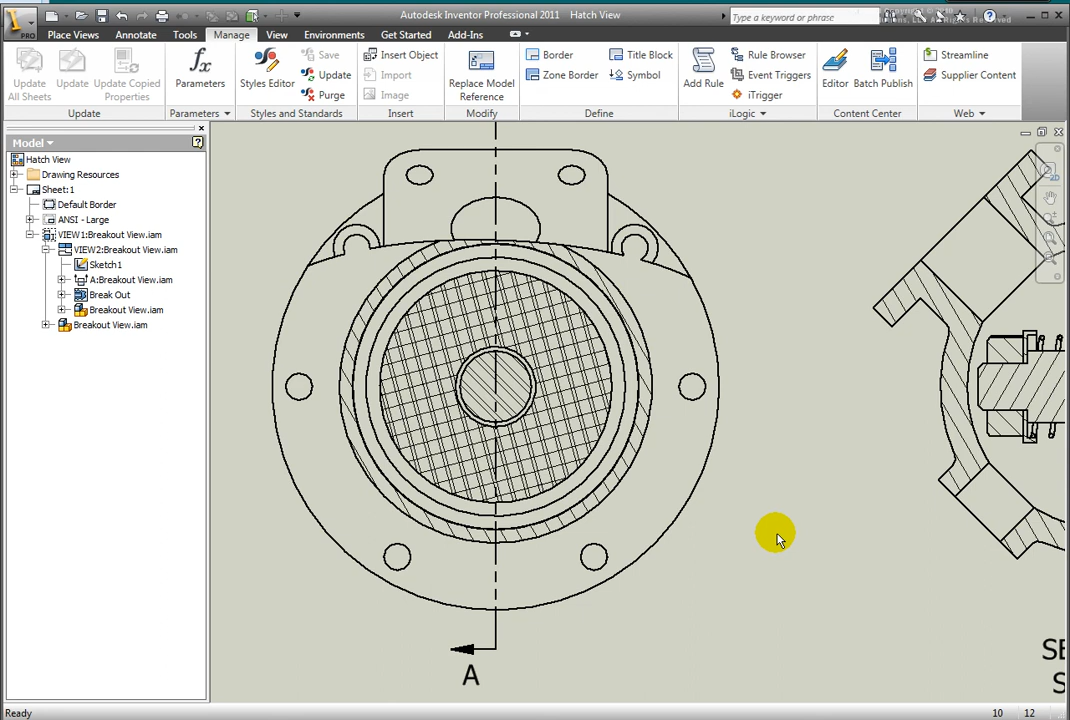 Autodesk Inventor Professional 2011 Hatch View
Type a keyword or phrase
PRO
Place Views Annotate Tools Manage View Environments Get Started Add-Ins
Update All Sheets
Update
Update Copied Properties
Update
Parameters
Parameters
Styles Editor
Save
Update
Purge
Styles and Standards
Insert Object
Import
Image
Insert
Replace Model Reference
Modify
Border
Zone Border
Title Block
Symbol
Define
Add Rule
Rule Browser
Event Triggers
iTrigger
iLogic
Editor
Batch Publish
Content Center
Streamline
Supplier Content
Web
Model
Hatch View
Drawing Resources
Sheet:1
Default Border
ANSI - Large
VIEW1:Breakout View.iam
VIEW2:Breakout View.iam
Sketch1
A:Breakout View.iam
Break Out
Breakout View.iam
Breakout View.iam
2D
A
SE
S
Ready
10 12